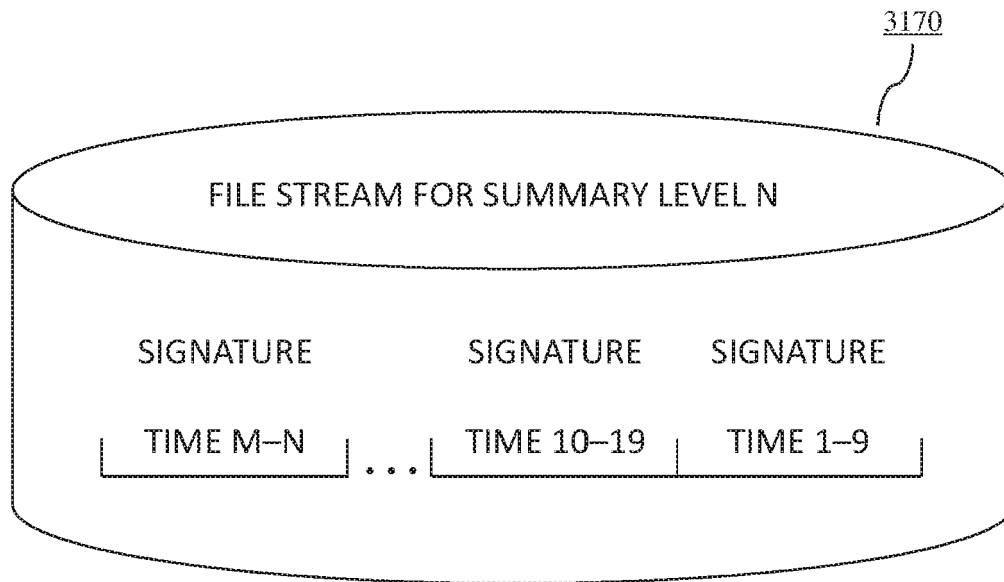 3170
FILE STREAM FOR SUMMARY LEVEL N
SIGNATURE SIGNATURE SIGNATURE
TIME M–N ... TIME 10–19 TIME 1–9